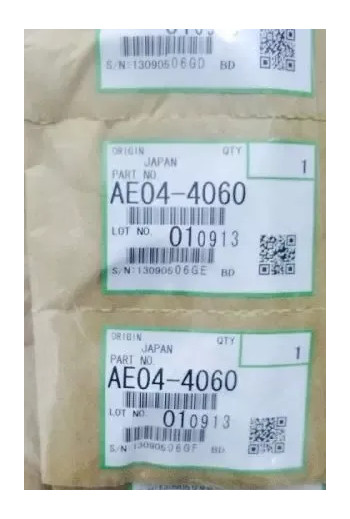 S/N:13090506GD BD
ORIGIN QTY
JAPAN 1
PART NO
AE04-4060
LOT NO. 010913
S/N:13090506GE BD
ORIGIN QTY
JAPAN 1
PART NO
AE04-4060
LOT NO. 010913
S/N:13090506GF BD